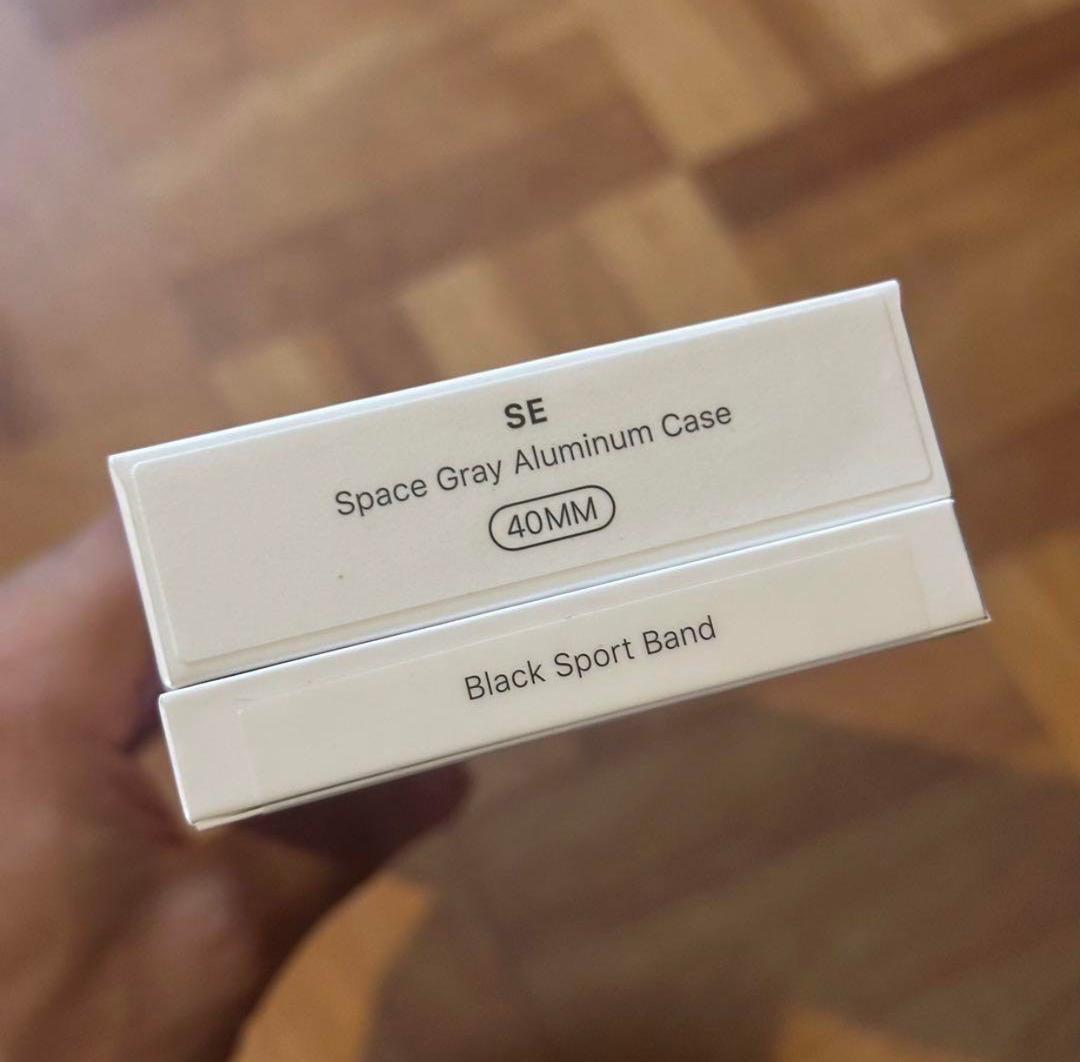 SE
Space Gray Aluminum Case
40MM
Black Sport Band